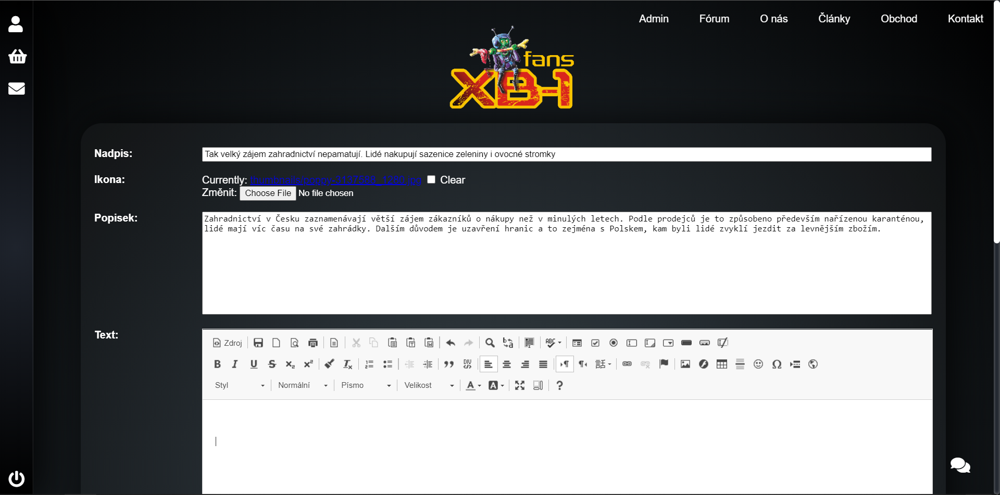 Admin Fórum O nás Články Obchod Kontakt
fans
XB-1
Nadpis:
Tak velký zájem zahradnictví nepamatují. Lidé nakupují sazenice zeleniny i ovocné stromky
Ikona:
Currently: thumbnails/poppy-3137588_1280.jpg Clear
Změnit: Choose File No file chosen
Popisek:
Zahradnictví v Česku zaznamenávají větší zájem zákazníků o nákupy než v minulých letech. Podle prodejců je to způsobeno především nařízenou karanténou,
lidé mají víc času na své zahrádky. Dalším důvodem je uzavření hranic a to zejména s Polskem, kam byli lidé zvyklí jezdit za levnějším zbožím.
Text:
Zdroj
Styl Normální Písmo Velikost